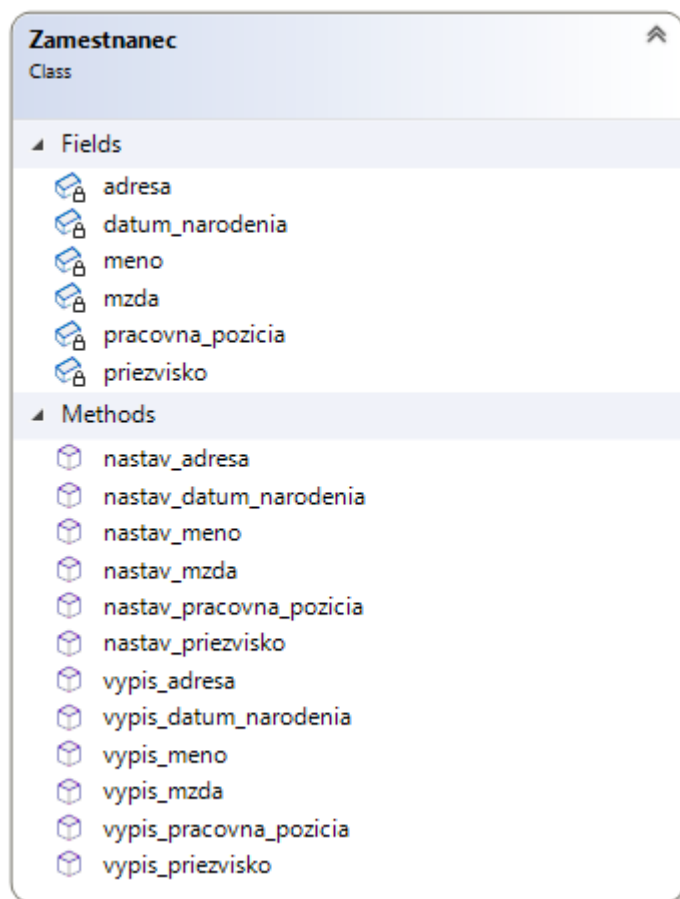 Zamestnanec
Class
Fields
adresa
datum_narodenia
meno
mzda
pracovna_pozicia
priezvisko
Methods
nastav_adresa
nastav_datum_narodenia
nastav_meno
nastav_mzda
nastav_pracovna_pozicia
nastav_priezvisko
vypis_adresa
vypis_datum_narodenia
vypis_meno
vypis_mzda
vypis_pracovna_pozicia
vypis_priezvisko